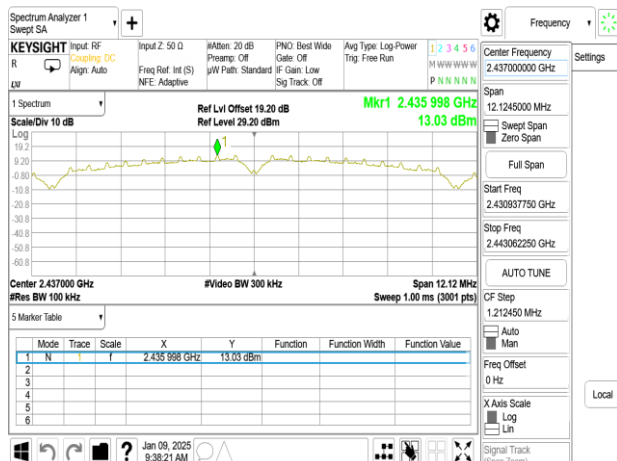 Spectrum Analyzer 1
Swept SA
Frequency
KEYSIGHT
R
Input: RF
Coupling: DC
Align: Auto
Input Z: 50 Ω
Freq Ref: Int (S)
NFE: Adaptive
#Atten: 20 dB
Preamp: Off
µW Path: Standard
PNO: Best Wide
Gate: Off
IF Gain: Low
Sig Track: Off
Avg Type: Log-Power
Trig: Free Run
1 2 3 4 5 6
M W W W W W
P N N N N N
1 Spectrum
Scale/Div 10 dB
Ref Lvl Offset 19.20 dB
Ref Level 29.20 dBm
Mkr1 2.435 998 GHz
13.03 dBm
Log
1
19.2
9.20
-0.80
-10.8
-20.8
-30.8
-40.8
-50.8
-60.8
Center 2.437000 GHz
#Video BW 300 kHz
Span 12.12 MHz
#Res BW 100 kHz
Sweep 1.00 ms (3001 pts)
5 Marker Table
Mode Trace Scale X Y Function Function Width Function Value
1 N 1 f 2.435 998 GHz 13.03 dBm
2
3
4
5
6
Jan 09, 2025
9:38:21 AM
Center Frequency
2.437000000 GHz
Span
12.1245000 MHz
Swept Span
Zero Span
Full Span
Start Freq
2.430937750 GHz
Stop Freq
2.443062250 GHz
AUTO TUNE
CF Step
1.212450 MHz
Auto
Man
Freq Offset
0 Hz
X Axis Scale
Log
Lin
Signal Track
(Span Zoom)
Settings
Local